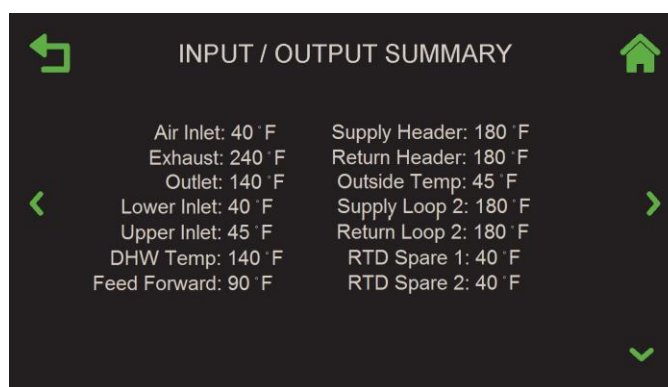 INPUT / OUTPUT SUMMARY
Air Inlet: 40 °F
Exhaust: 240 °F
Outlet: 140 °F
Lower Inlet: 40 °F
Upper Inlet: 45 °F
DHW Temp: 140 °F
Feed Forward: 90 °F
Supply Header: 180 °F
Return Header: 180 °F
Outside Temp: 45 °F
Supply Loop 2: 180 °F
Return Loop 2: 180 °F
RTD Spare 1: 40 °F
RTD Spare 2: 40 °F